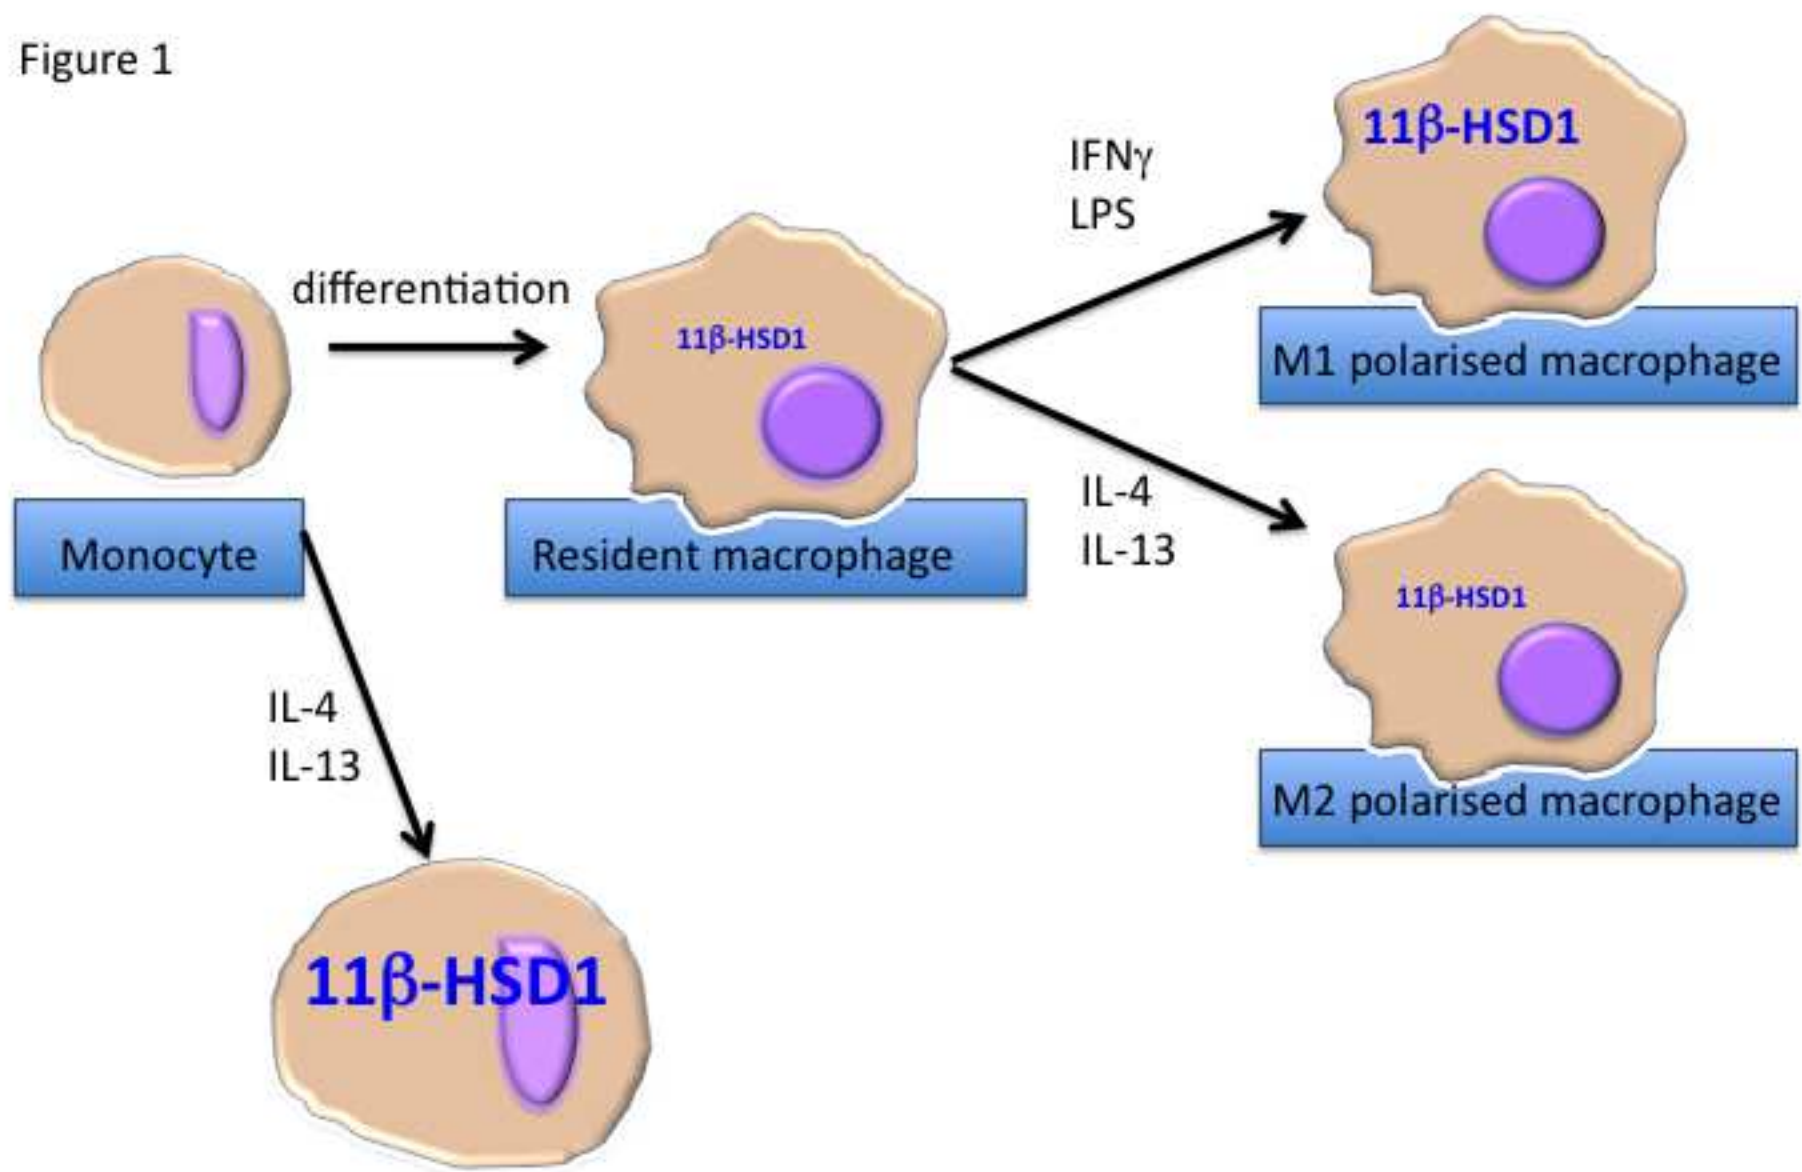 Figure 1
11β-HSD1
IFNγ
LPS
differentiation
11β-HSD1
M1 polarised macrophage
IL-4
IL-13
Monocyte
Resident macrophage
11β-HSD1
IL-4
IL-13
M2 polarised macrophage
11β-HSD1